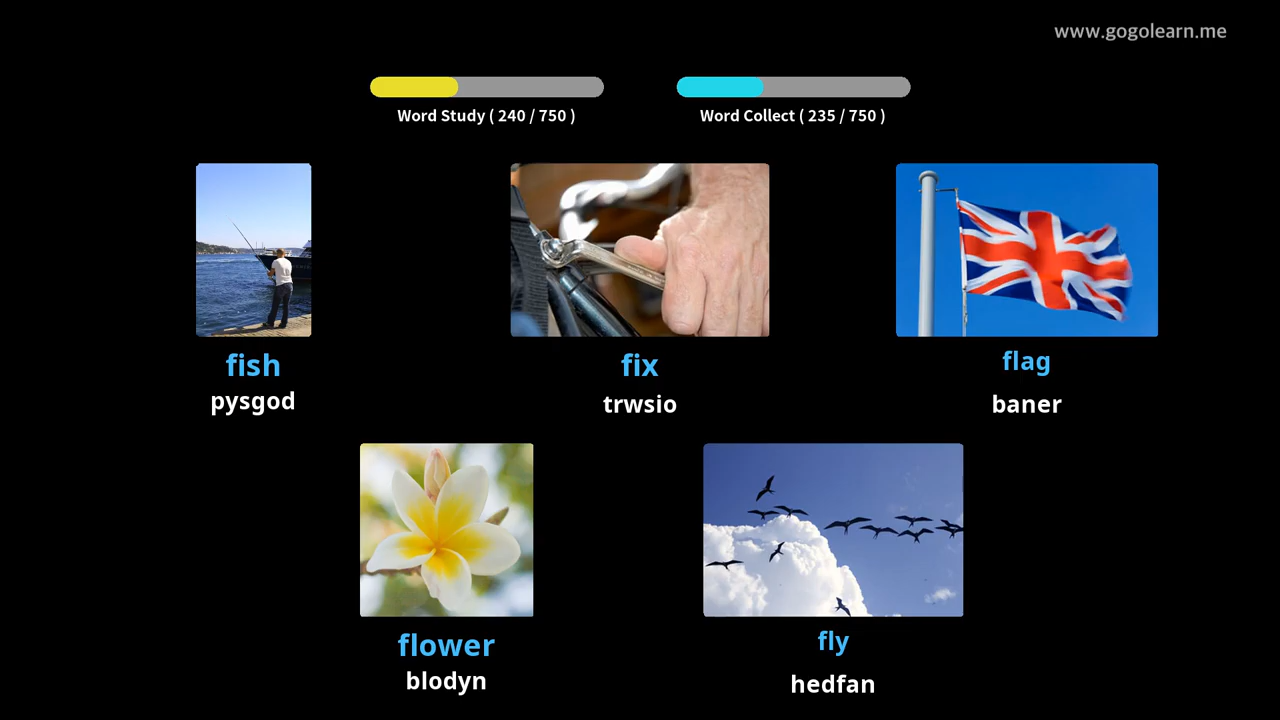 www.gogolearn.me
Word Study ( 240 / 750 )
Word Collect ( 235 / 750 )
fish
pysgod
fix
trwsio
flag
baner
flower
blodyn
fly
hedfan